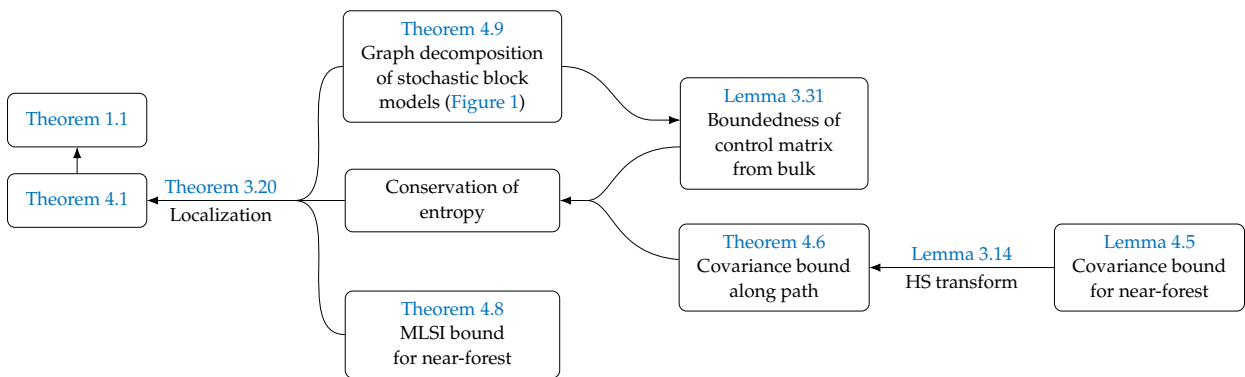 Theorem 1.1
Theorem 4.1
Theorem 3.20
Localization
Theorem 4.9
Graph decomposition
of stochastic block
models (Figure 1)
Conservation of
entropy
Theorem 4.8
MLSI bound
for near-forest
Lemma 3.31
Boundedness of
control matrix
from bulk
Theorem 4.6
Covariance bound
along path
Lemma 3.14
HS transform
Lemma 4.5
Covariance bound
for near-forest